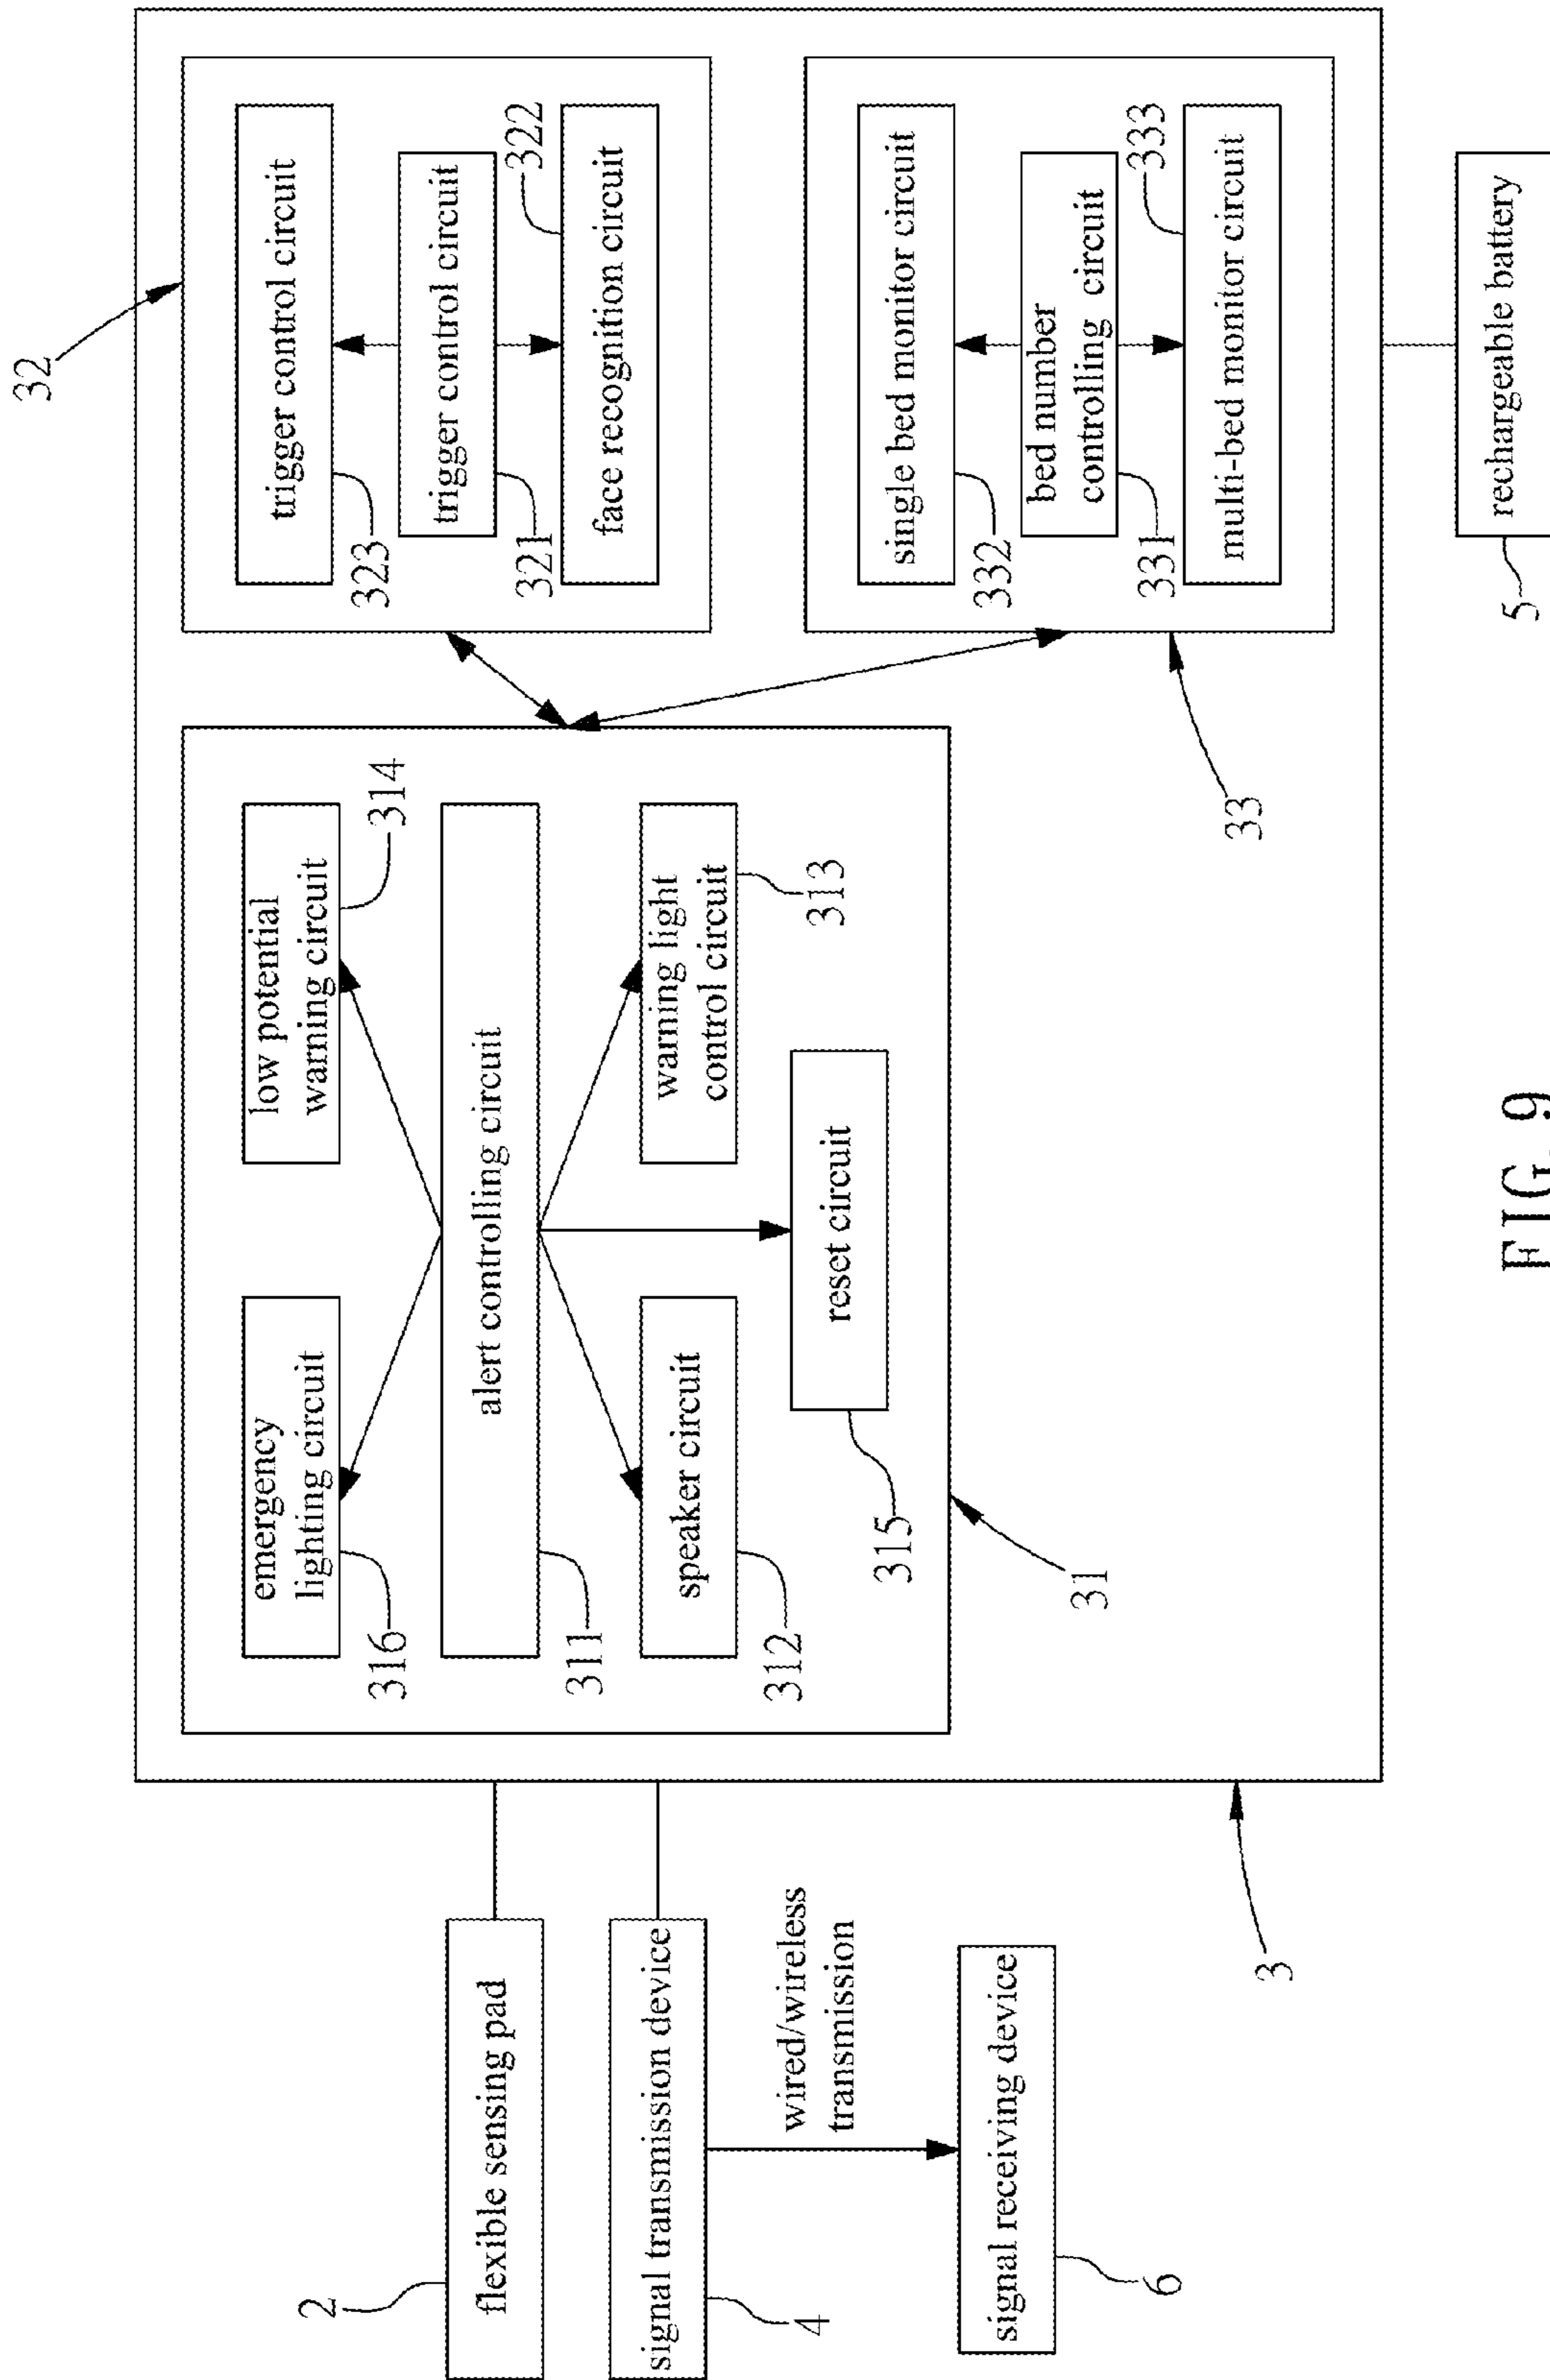 32
trigger control circuit
323
trigger control circuit
321
322
face recognition circuit
low potential
warning circuit
314
emergency
lighting circuit
316
alert controlling circuit
311
warning light
control circuit
313
speaker circuit
312
reset circuit
315
31
single bed monitor circuit
332
bed number
controlling circuit
331
333
multi-bed monitor circuit
33
2
flexible sensing pad
signal transmission device
4
wired/wireless
transmission
signal receiving device
6
3
rechargeable battery
5
FIG. 9